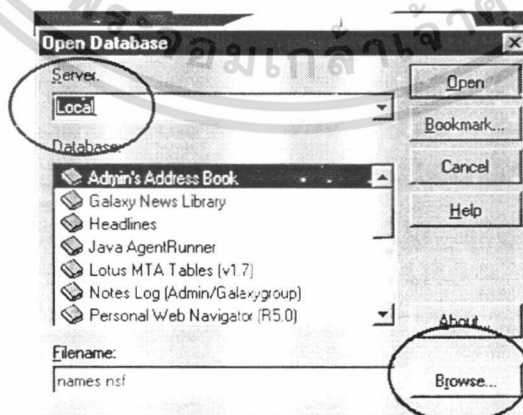 Open Database
Server:
Local
Database:
Admin's Address Book
Galaxy News Library
Headlines
Java AgentRunner
Lotus MTA Tables (v1.7)
Notes Log (Admin/Galaxygroup)
Personal Web Navigator (R5.0)
Filename:
names nsf
Open
Bookmark...
Cancel
Help
About...
Browse...